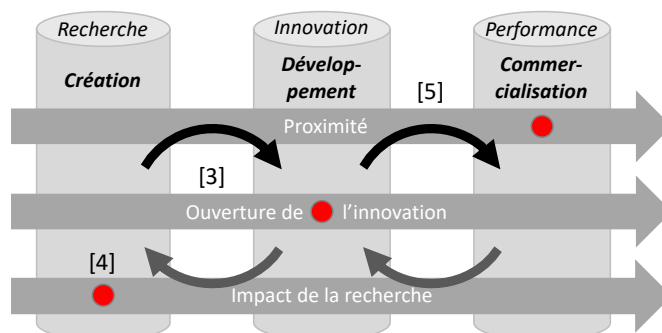 Recherche
Innovation
Performance
Création
Dévelop-
pement
Commer-
cialisation
[5]
Proximité
[3]
Ouverture de l'innovation
[4]
Impact de la recherche